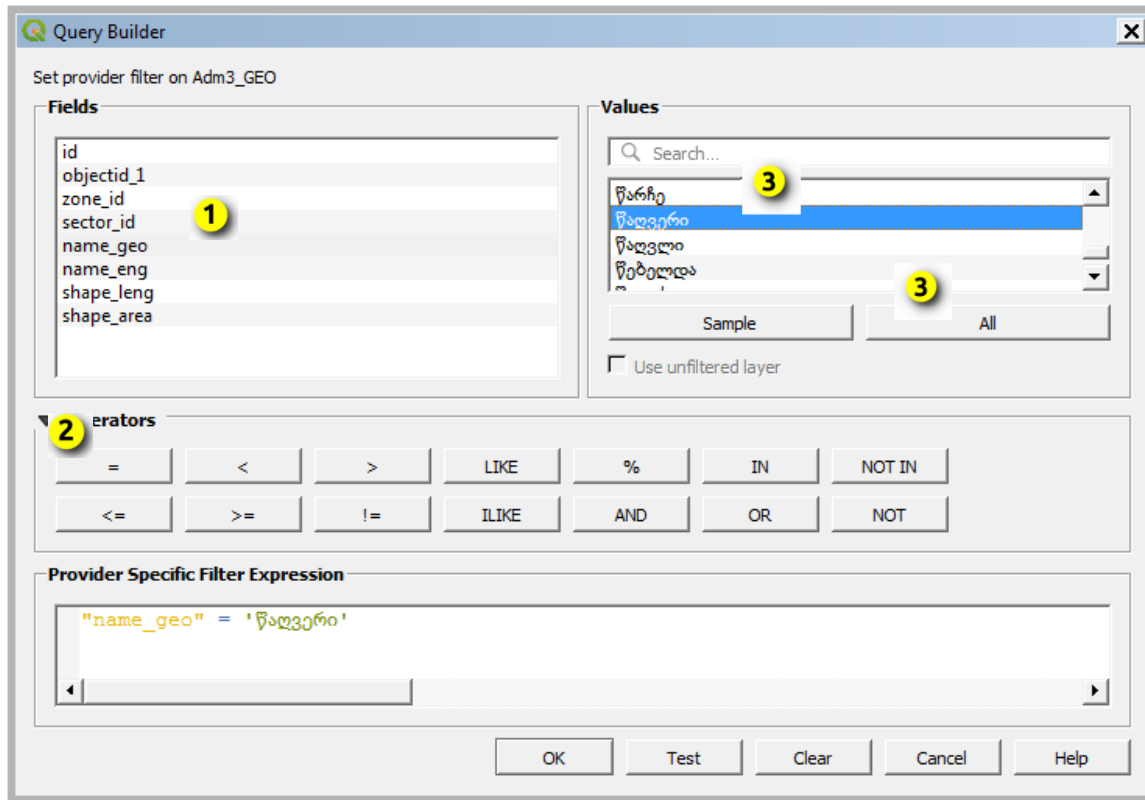 Query Builder
Set provider filter on Adm3_GEO
Fields
id
objectid_1
zone_id
sector_id
name_geo
name_eng
shape_leng
shape_area
1
Values
Search...
3
წარჩე
წაღვერი
წაღვლი
წებელდა
3
Sample All
Use unfiltered layer
2 erators
= < > LIKE % IN NOT IN
<= >= != ILIKE AND OR NOT
Provider Specific Filter Expression
"name_geo" = 'წაღვერი'
OK Test Clear Cancel Help